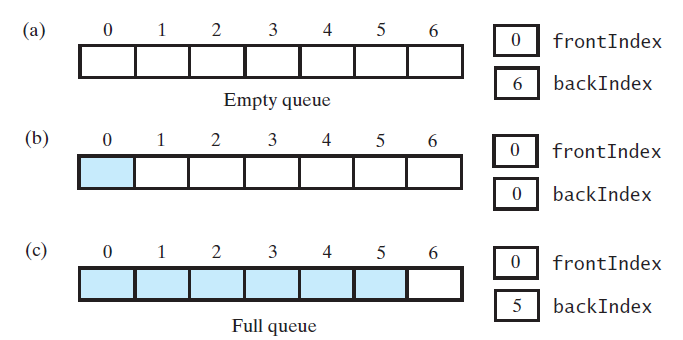 (a) 0 1 2 3 4 5 6
0 frontIndex
6 backIndex
Empty queue
(b) 0 1 2 3 4 5 6
0 frontIndex
0 backIndex
(c) 0 1 2 3 4 5 6
0 frontIndex
5 backIndex
Full queue